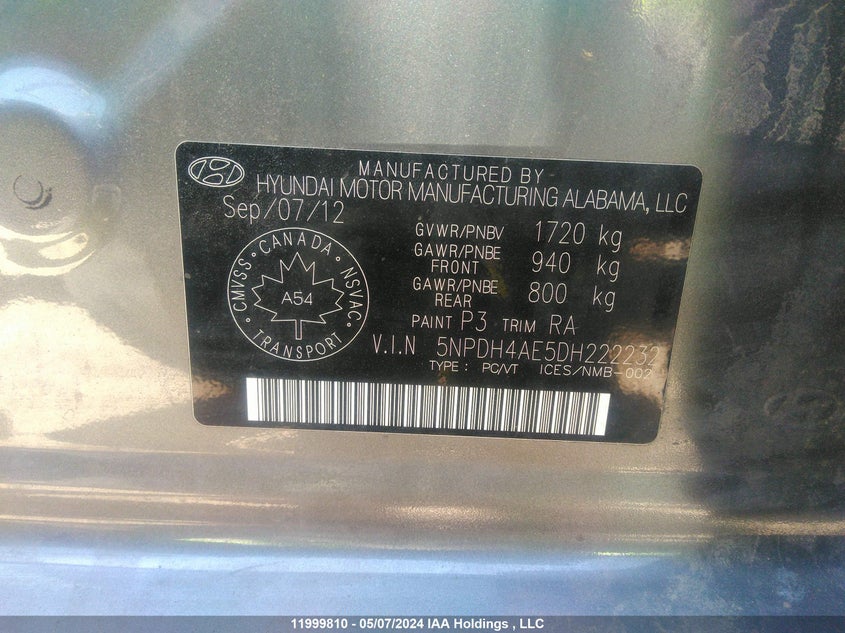 MANUFACTURED BY
HYUNDAI MOTOR MANUFACTURING ALABAMA, LLC
Sep/07/12
GVWR/PNBV 1720 kg
GAWR/PNBE FRONT 940 kg
GAWR/PNBE REAR 800 kg
PAINT P3 TRIM RA
V.I.N 5NPDH4AE5DH222232
TYPE: PC/VT ICES/NMB-002
CANADA
CMVSS • NSVAC
A54
TRANSPORT
11999810 - 05/07/2024 IAA Holdings , LLC